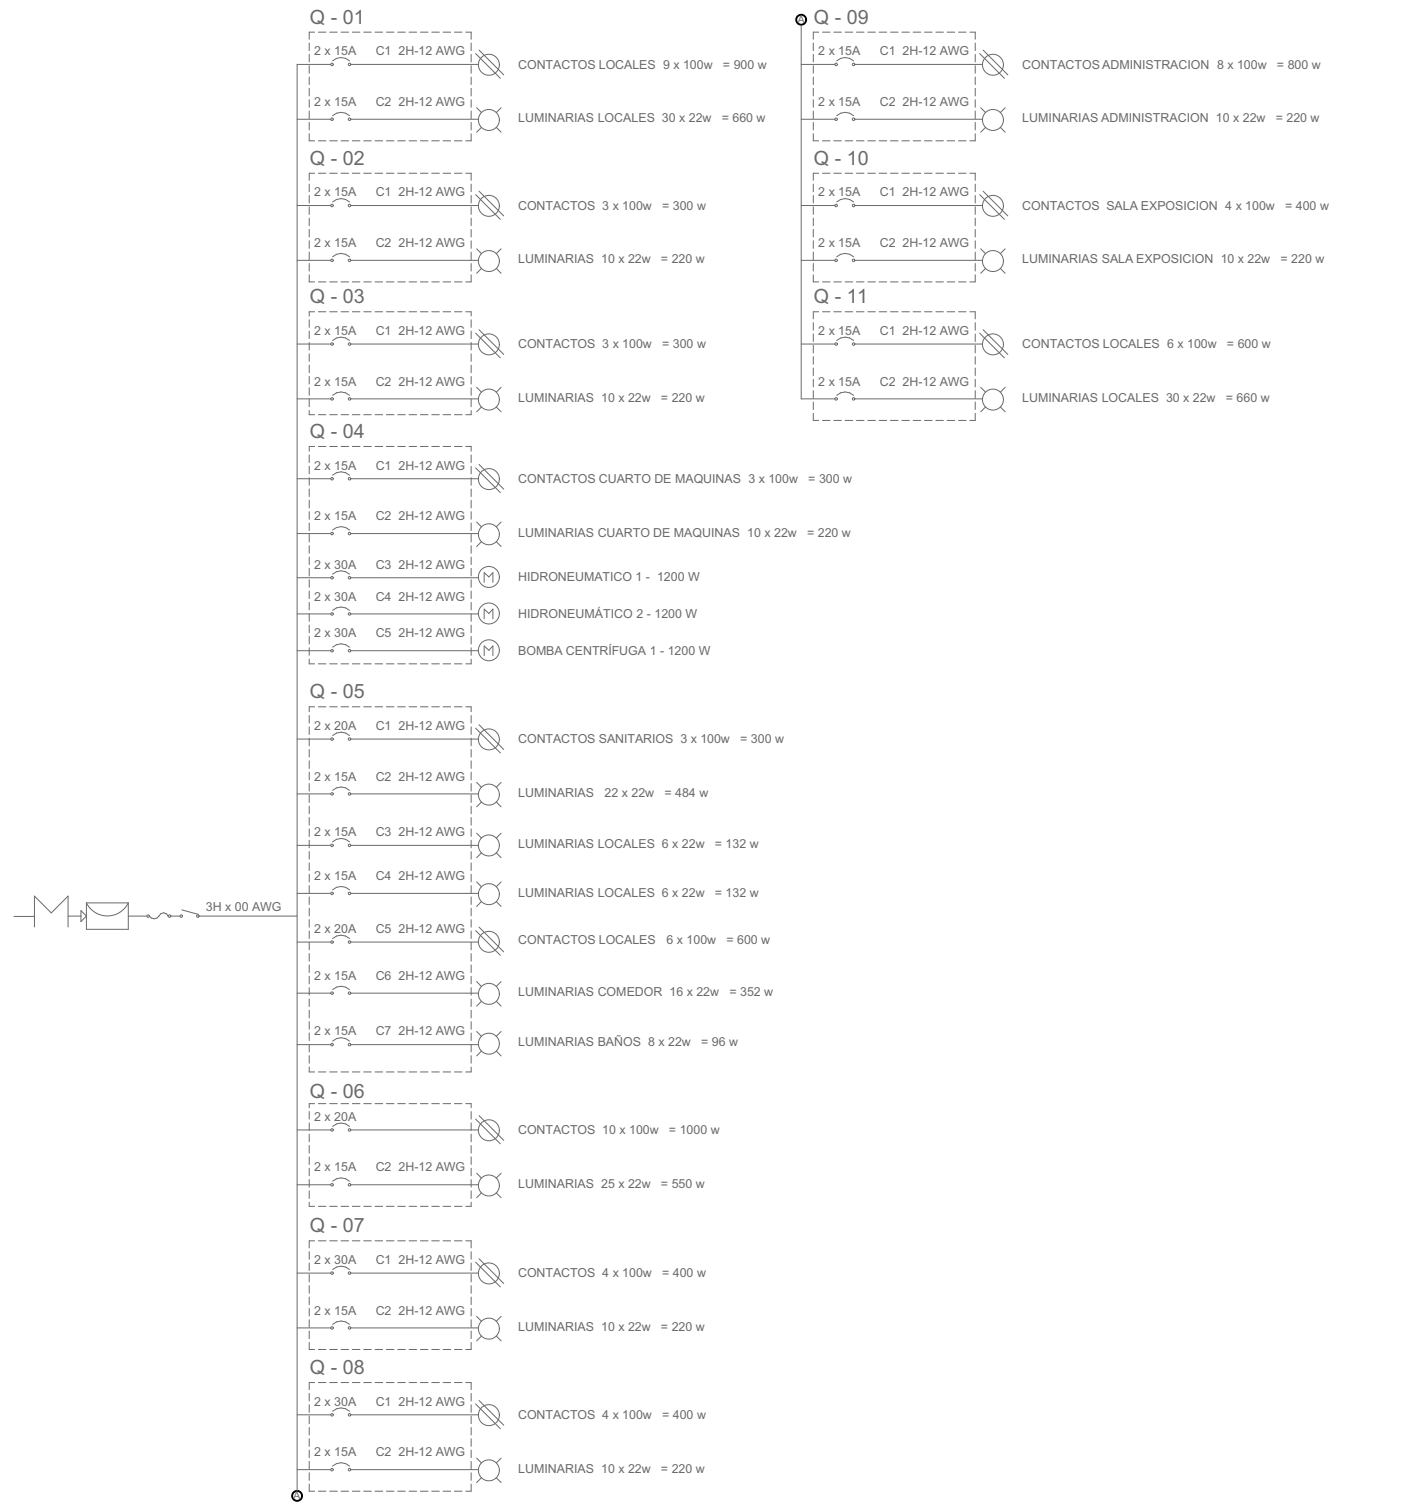 Q - 01
2 x 15A C1 2H-12 AWG
CONTACTOS LOCALES 9 x 100w = 900 w
2 x 15A C2 2H-12 AWG
LUMINARIAS LOCALES 30 x 22w = 660 w
Q - 02
2 x 15A C1 2H-12 AWG
CONTACTOS 3 x 100w = 300 w
2 x 15A C2 2H-12 AWG
LUMINARIAS 10 x 22w = 220 w
Q - 03
2 x 15A C1 2H-12 AWG
CONTACTOS 3 x 100w = 300 w
2 x 15A C2 2H-12 AWG
LUMINARIAS 10 x 22w = 220 w
Q - 04
2 x 15A C1 2H-12 AWG
CONTACTOS CUARTO DE MAQUINAS 3 x 100w = 300 w
2 x 15A C2 2H-12 AWG
LUMINARIAS CUARTO DE MAQUINAS 10 x 22w = 220 w
2 x 30A C3 2H-12 AWG
M HIDRONEUMATICO 1 - 1200 W
2 x 30A C4 2H-12 AWG
M HIDRONEUMÁTICO 2 - 1200 W
2 x 30A C5 2H-12 AWG
M BOMBA CENTRÍFUGA 1 - 1200 W
Q - 05
2 x 20A C1 2H-12 AWG
CONTACTOS SANITARIOS 3 x 100w = 300 w
2 x 15A C2 2H-12 AWG
LUMINARIAS 22 x 22w = 484 w
2 x 15A C3 2H-12 AWG
LUMINARIAS LOCALES 6 x 22w = 132 w
2 x 15A C4 2H-12 AWG
LUMINARIAS LOCALES 6 x 22w = 132 w
M
3H x 00 AWG
2 x 20A C5 2H-12 AWG
CONTACTOS LOCALES 6 x 100w = 600 w
2 x 15A C6 2H-12 AWG
LUMINARIAS COMEDOR 16 x 22w = 352 w
2 x 15A C7 2H-12 AWG
LUMINARIAS BAÑOS 8 x 22w = 96 w
Q - 06
2 x 20A
CONTACTOS 10 x 100w = 1000 w
2 x 15A C2 2H-12 AWG
LUMINARIAS 25 x 22w = 550 w
Q - 07
2 x 30A C1 2H-12 AWG
CONTACTOS 4 x 100w = 400 w
2 x 15A C2 2H-12 AWG
LUMINARIAS 10 x 22w = 220 w
Q - 08
2 x 30A C1 2H-12 AWG
CONTACTOS 4 x 100w = 400 w
2 x 15A C2 2H-12 AWG
LUMINARIAS 10 x 22w = 220 w
Q - 09
2 x 15A C1 2H-12 AWG
CONTACTOS ADMINISTRACION 8 x 100w = 800 w
2 x 15A C2 2H-12 AWG
LUMINARIAS ADMINISTRACION 10 x 22w = 220 w
Q - 10
2 x 15A C1 2H-12 AWG
CONTACTOS SALA EXPOSICION 4 x 100w = 400 w
2 x 15A C2 2H-12 AWG
LUMINARIAS SALA EXPOSICION 10 x 22w = 220 w
Q - 11
2 x 15A C1 2H-12 AWG
CONTACTOS LOCALES 6 x 100w = 600 w
2 x 15A C2 2H-12 AWG
LUMINARIAS LOCALES 30 x 22w = 660 w